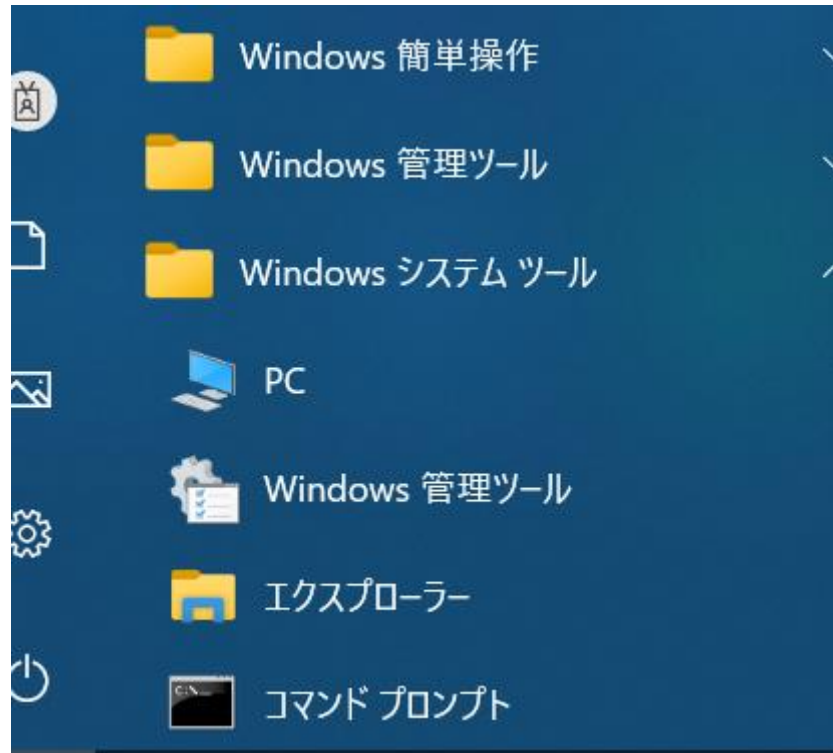 Windows 簡単操作
Windows 管理ツール
Windows システム ツール
PC
Windows 管理ツール
エクスプローラー
C:\
コマンド プロンプト